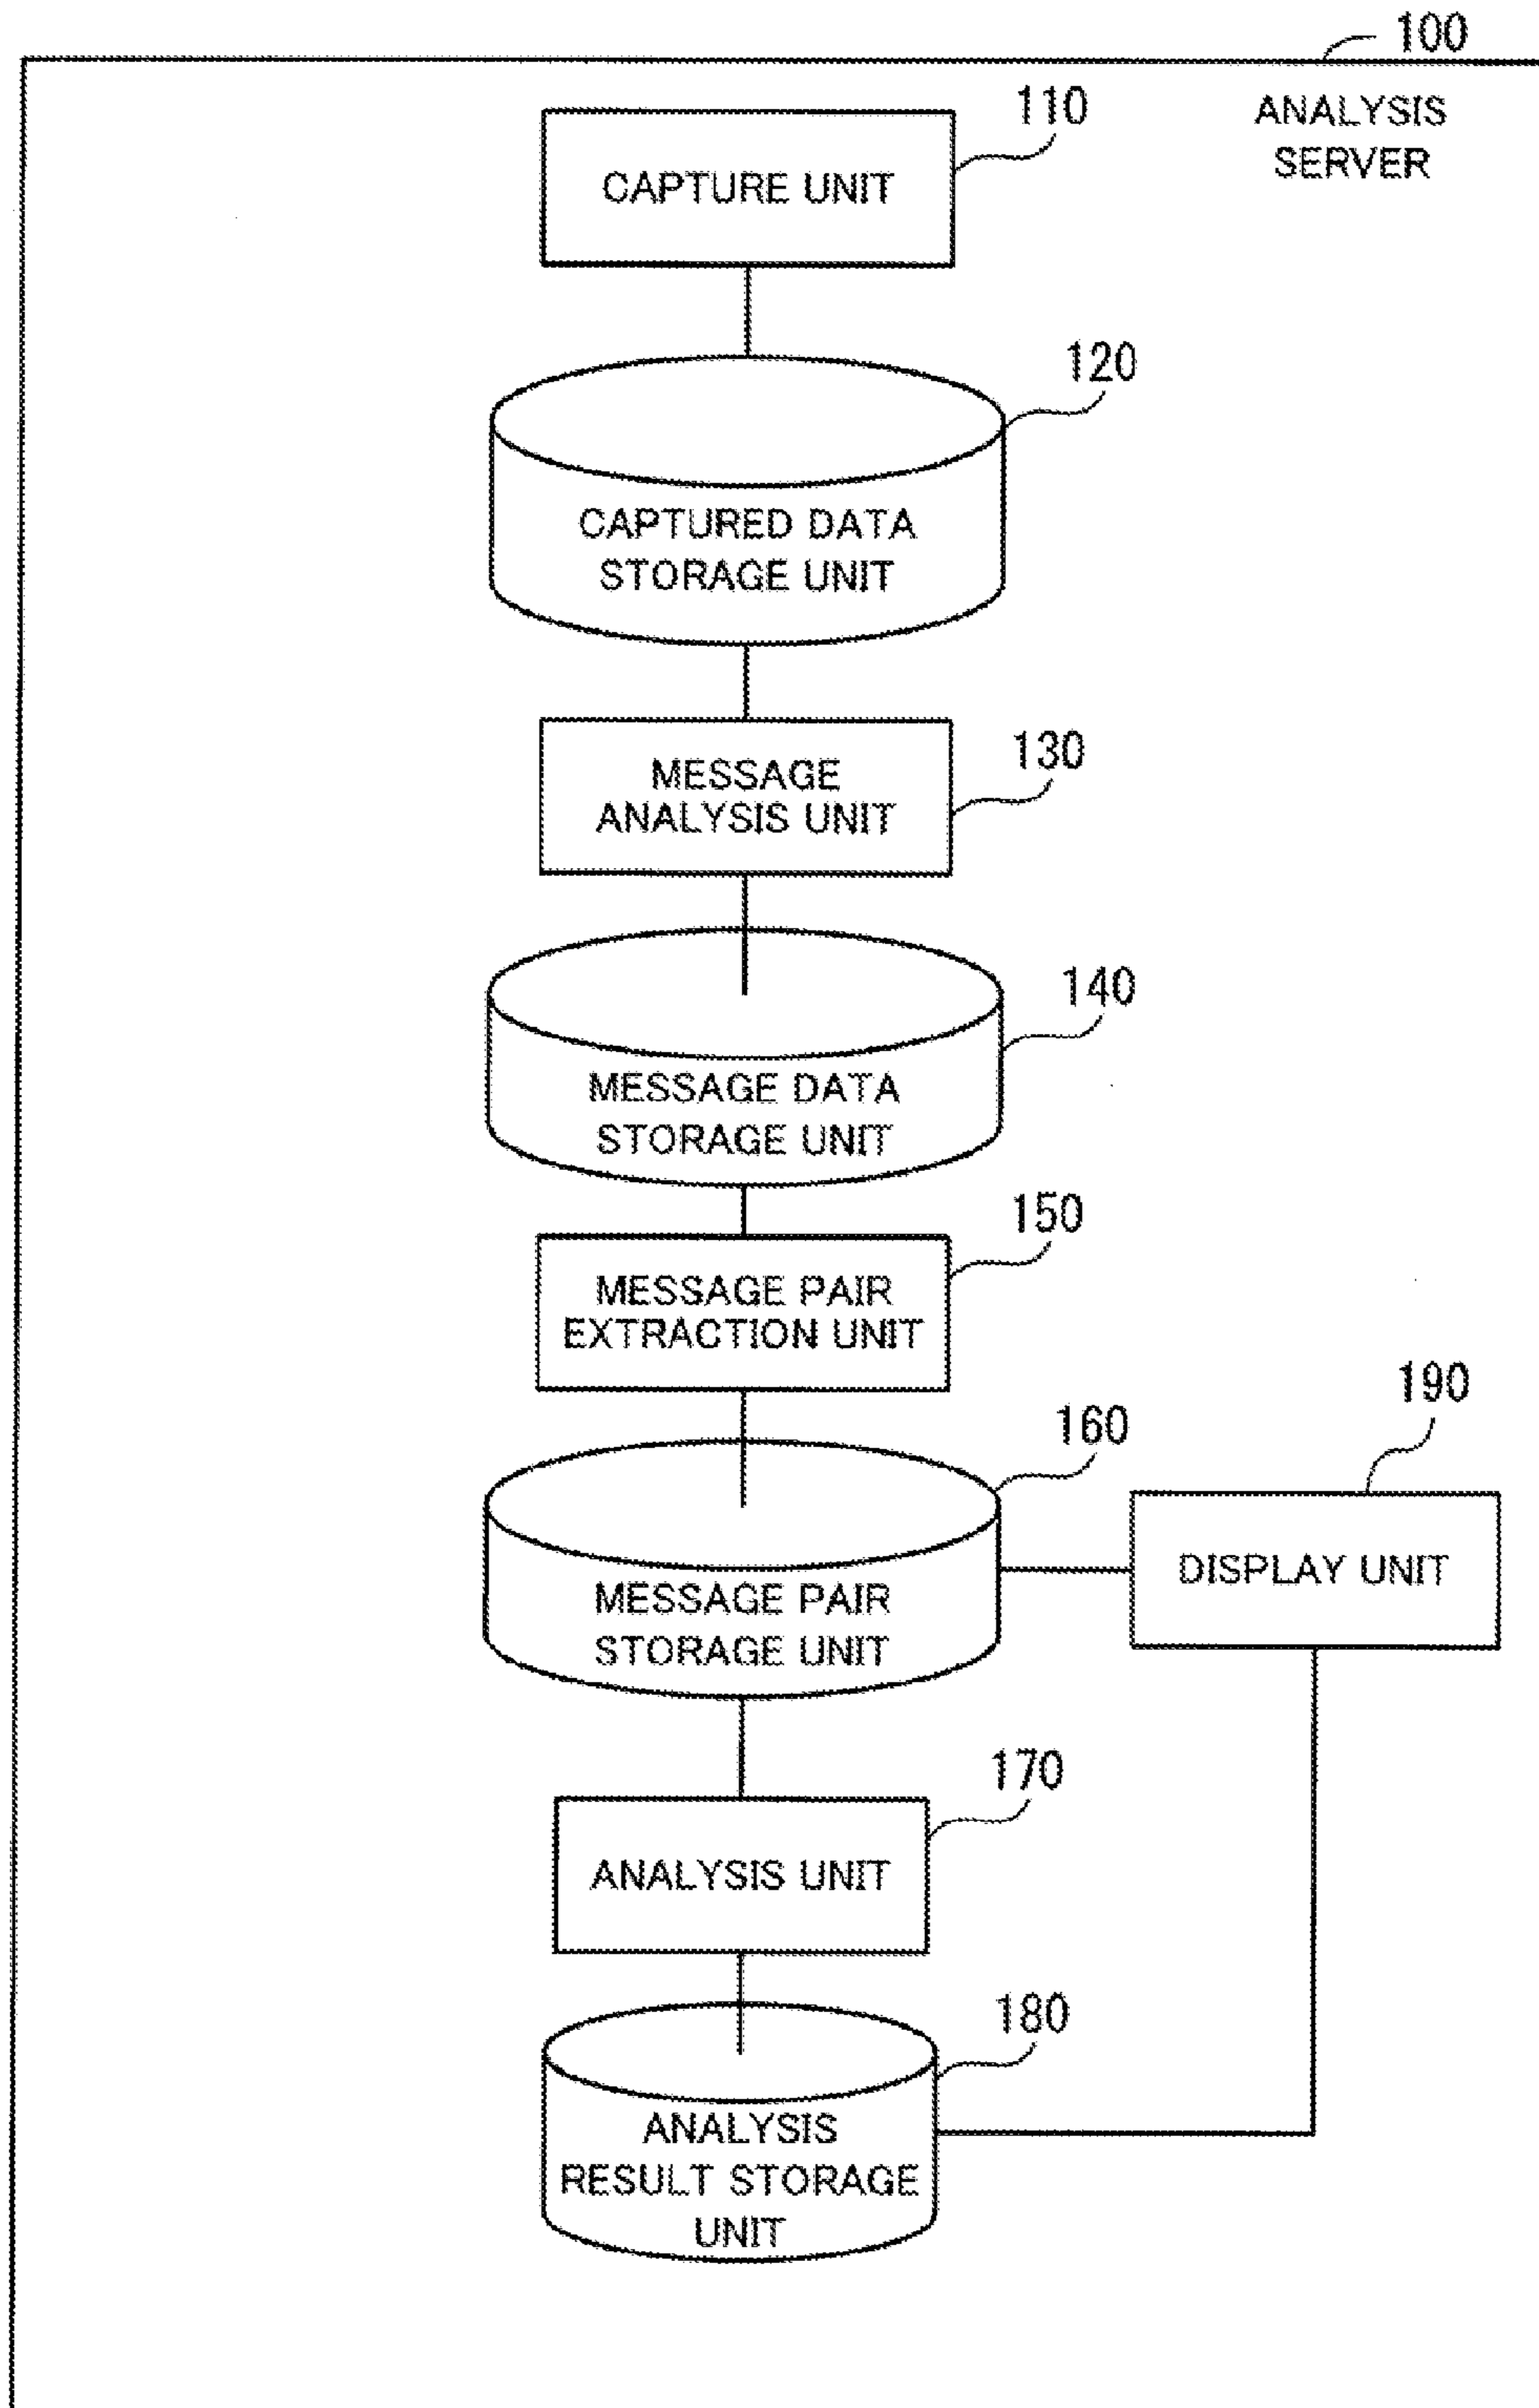 100
ANALYSIS
SERVER
110
CAPTURE UNIT
120
CAPTURED DATA
STORAGE UNIT
130
MESSAGE
ANALYSIS UNIT
140
MESSAGE DATA
STORAGE UNIT
150
MESSAGE PAIR
EXTRACTION UNIT
160
MESSAGE PAIR
STORAGE UNIT
190
DISPLAY UNIT
170
ANALYSIS UNIT
180
ANALYSIS
RESULT STORAGE
UNIT